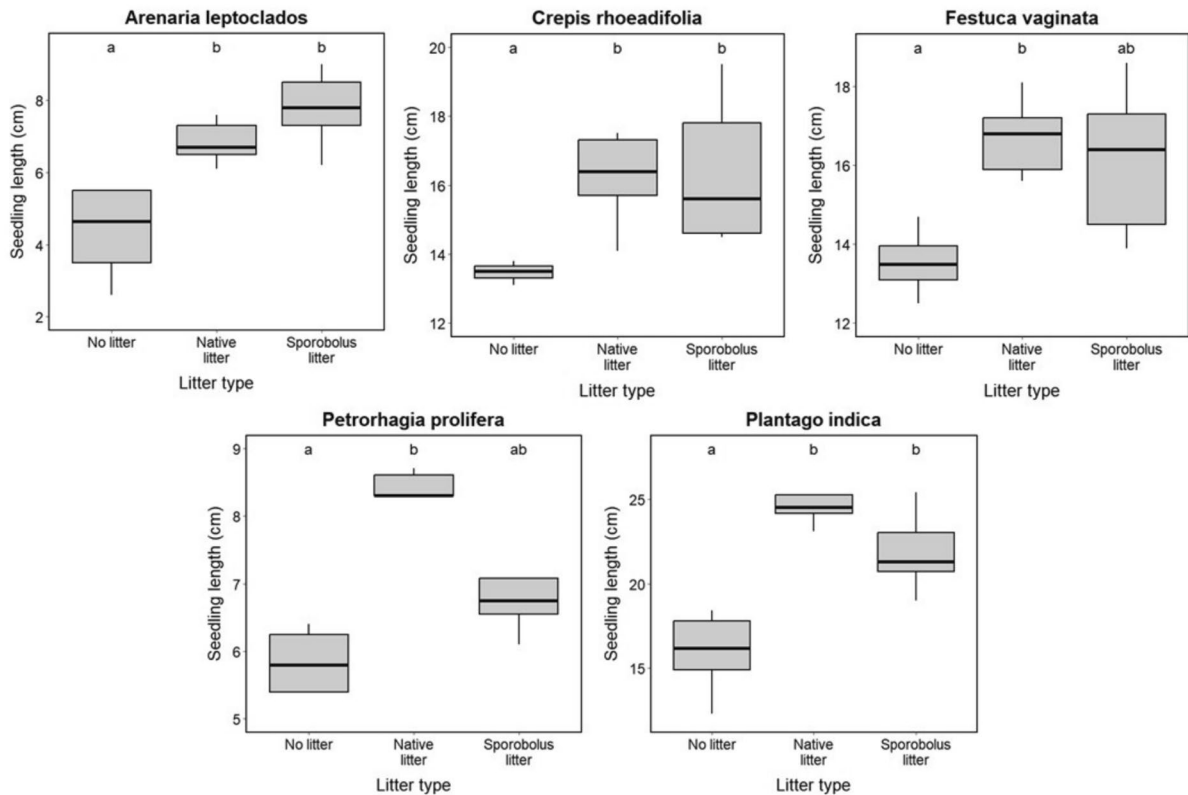 Arenaria leptoclados
a b b
8
6
4
2
Seedling length (cm)
No litter Native litter Sporobolus litter
Litter type
Crepis rhoeadifolia
a b b
20
18
16
14
12
Seedling length (cm)
No litter Native litter Sporobolus litter
Litter type
Festuca vaginata
a b ab
18
16
14
12
Seedling length (cm)
No litter Native litter Sporobolus litter
Litter type
Petrorhagia prolifera
a b ab
9
8
7
6
5
Seedling length (cm)
No litter Native litter Sporobolus litter
Litter type
Plantago indica
a b b
25
20
15
Seedling length (cm)
No litter Native litter Sporobolus litter
Litter type